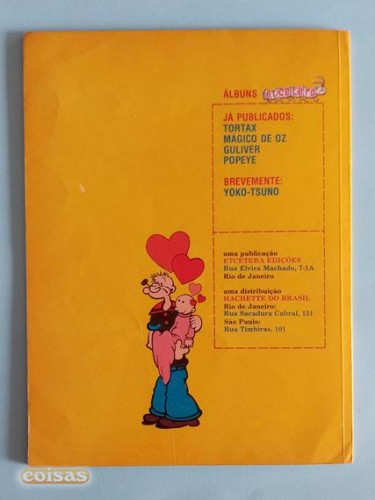 ÁLBUNS etcetera
JÁ PUBLICADOS:
TORTAX
MÁGICO DE OZ
GULIVER
POPEYE
BREVEMENTE:
YOKO-TSUNO
uma publicação
ETCETERA EDIÇÕES
Rua Elvira Machado, 7-1A
Rio de Janeiro
uma distribuição
HACHETTE DO BRASIL
Rio de Janeiro:
Rua Sacadura Cabral, 131
São Paulo:
Rua Timbiras, 101
coisas